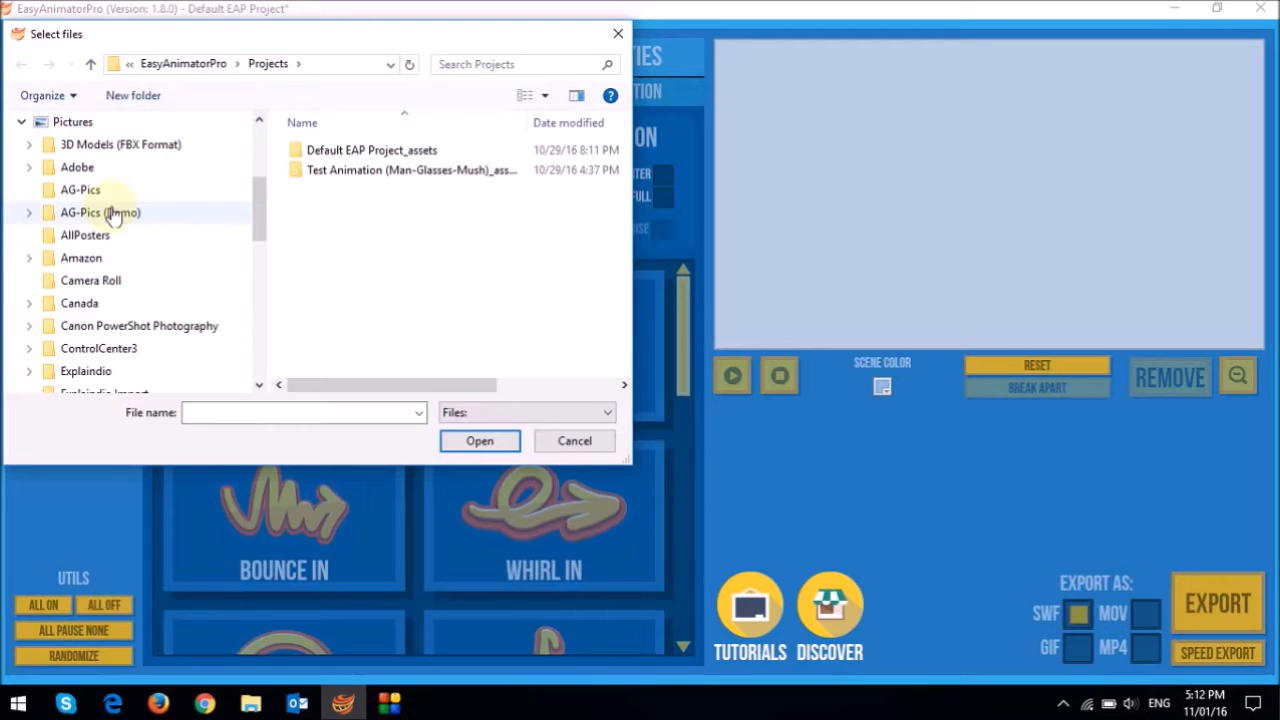 EasyAnimatorPro (Version: 1.8.0) - Default EAP Project*
Select files
« EasyAnimatorPro › Projects ›
Search Projects
Organize
New folder
Pictures
3D Models (FBX Format)
Adobe
AG-Pics
AG-Pics
AllPosters
Amazon
Camera Roll
Canada
Canon PowerShot Photography
ControlCenter3
Explaindio
Explaindio Import
Name
Date modified
Default EAP Project_assets 10/29/16 8:11 PM
Test Animation (Man-Glasses-Mush)_ass... 10/29/16 4:37 PM
File name:
Files:
Open
Cancel
SCENE COLOR
RESET
BREAK APART
REMOVE
BOUNCE IN
WHIRL IN
UTILS
ALL ON
ALL OFF
ALL PAUSE NONE
RANDOMIZE
TUTORIALS
DISCOVER
EXPORT AS:
SWF
MOV
GIF
MP4
EXPORT
SPEED EXPORT
ENG
5:12 PM
11/01/16